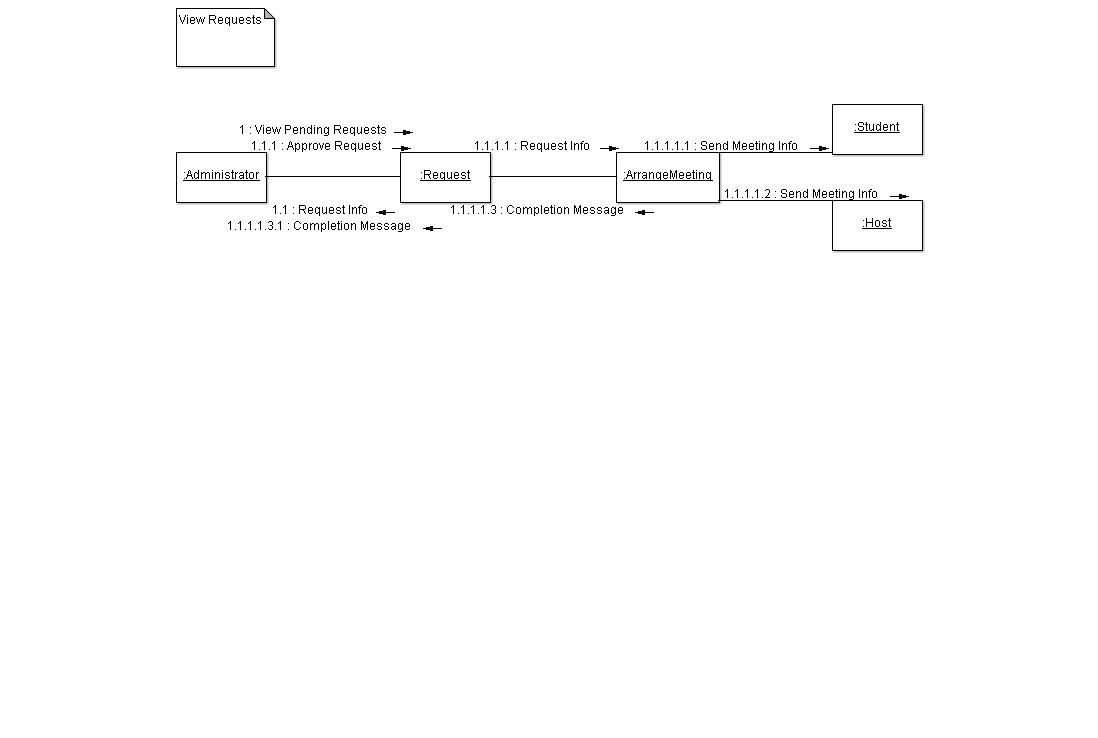 View Requests
:Student
1 : View Pending Requests
1.1.1 : Approve Request
1.1.1.1 : Request Info
1.1.1.1.1 : Send Meeting Info
:Administrator
:Request
:ArrangeMeeting
1.1.1.1.2 : Send Meeting Info
1.1 : Request Info
1.1.1.1.3 : Completion Message
:Host
1.1.1.1.3.1 : Completion Message